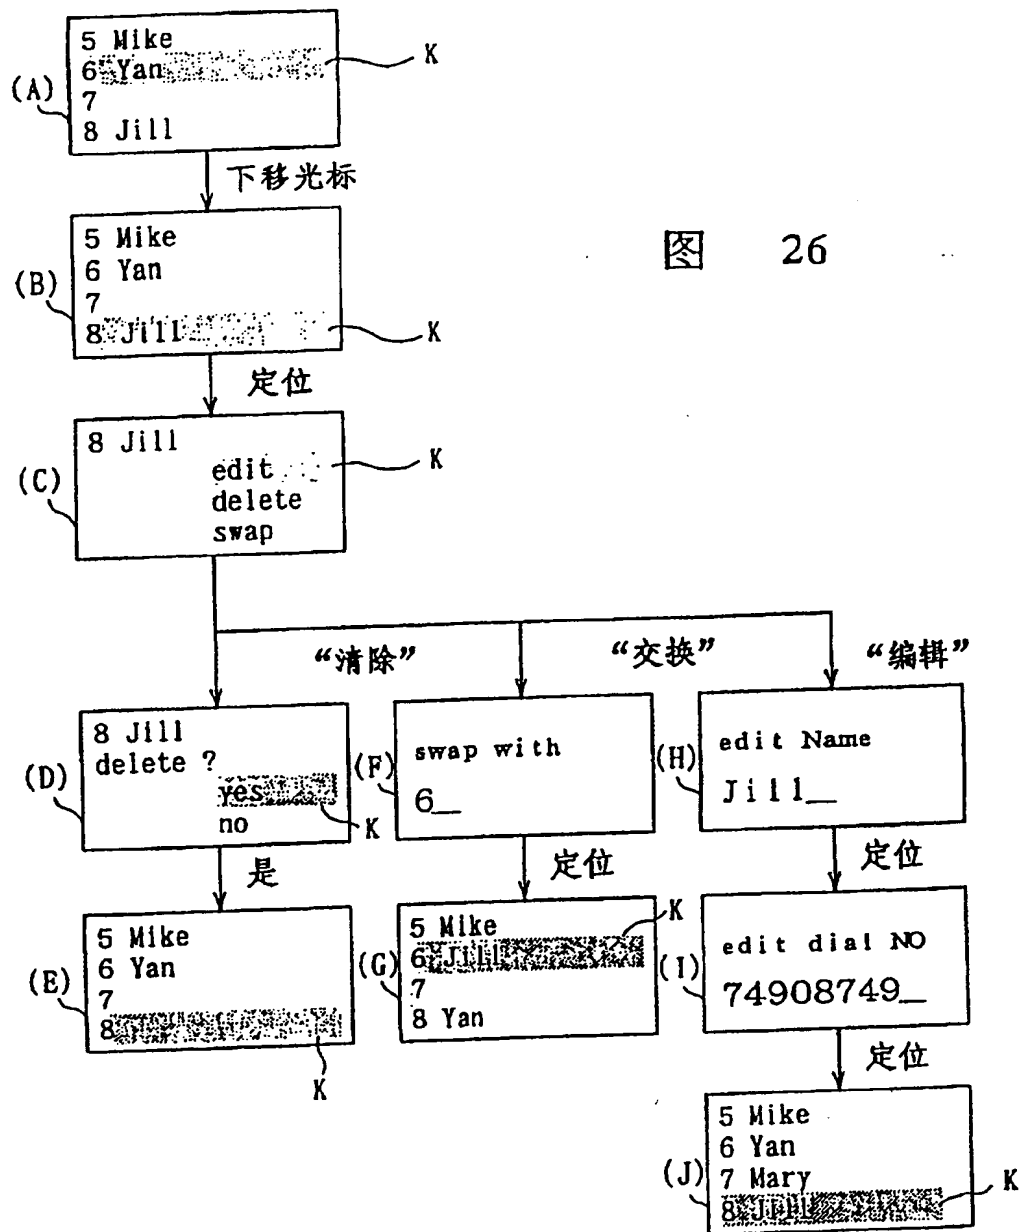 5 Mike
6 Yan
7
8 Jill
(A)
K
下移光标
5 Mike
6 Yan
7
8 Jill
(B)
K
图 26
定位
8 Jill
edit
delete
swap
(C)
K
“清除”
“交换”
“编辑”
8 Jill
delete ?
yes
no
(D)
K
是
5 Mike
6 Yan
7
8
(E)
K
swap with
6_
(F)
定位
5 Mike
6 Jill
7
8 Yan
(G)
K
edit Name
Jill_
(H)
定位
edit dial NO
74908749_
(I)
定位
5 Mike
6 Yan
7 Mary
8 Jill
(J)
K